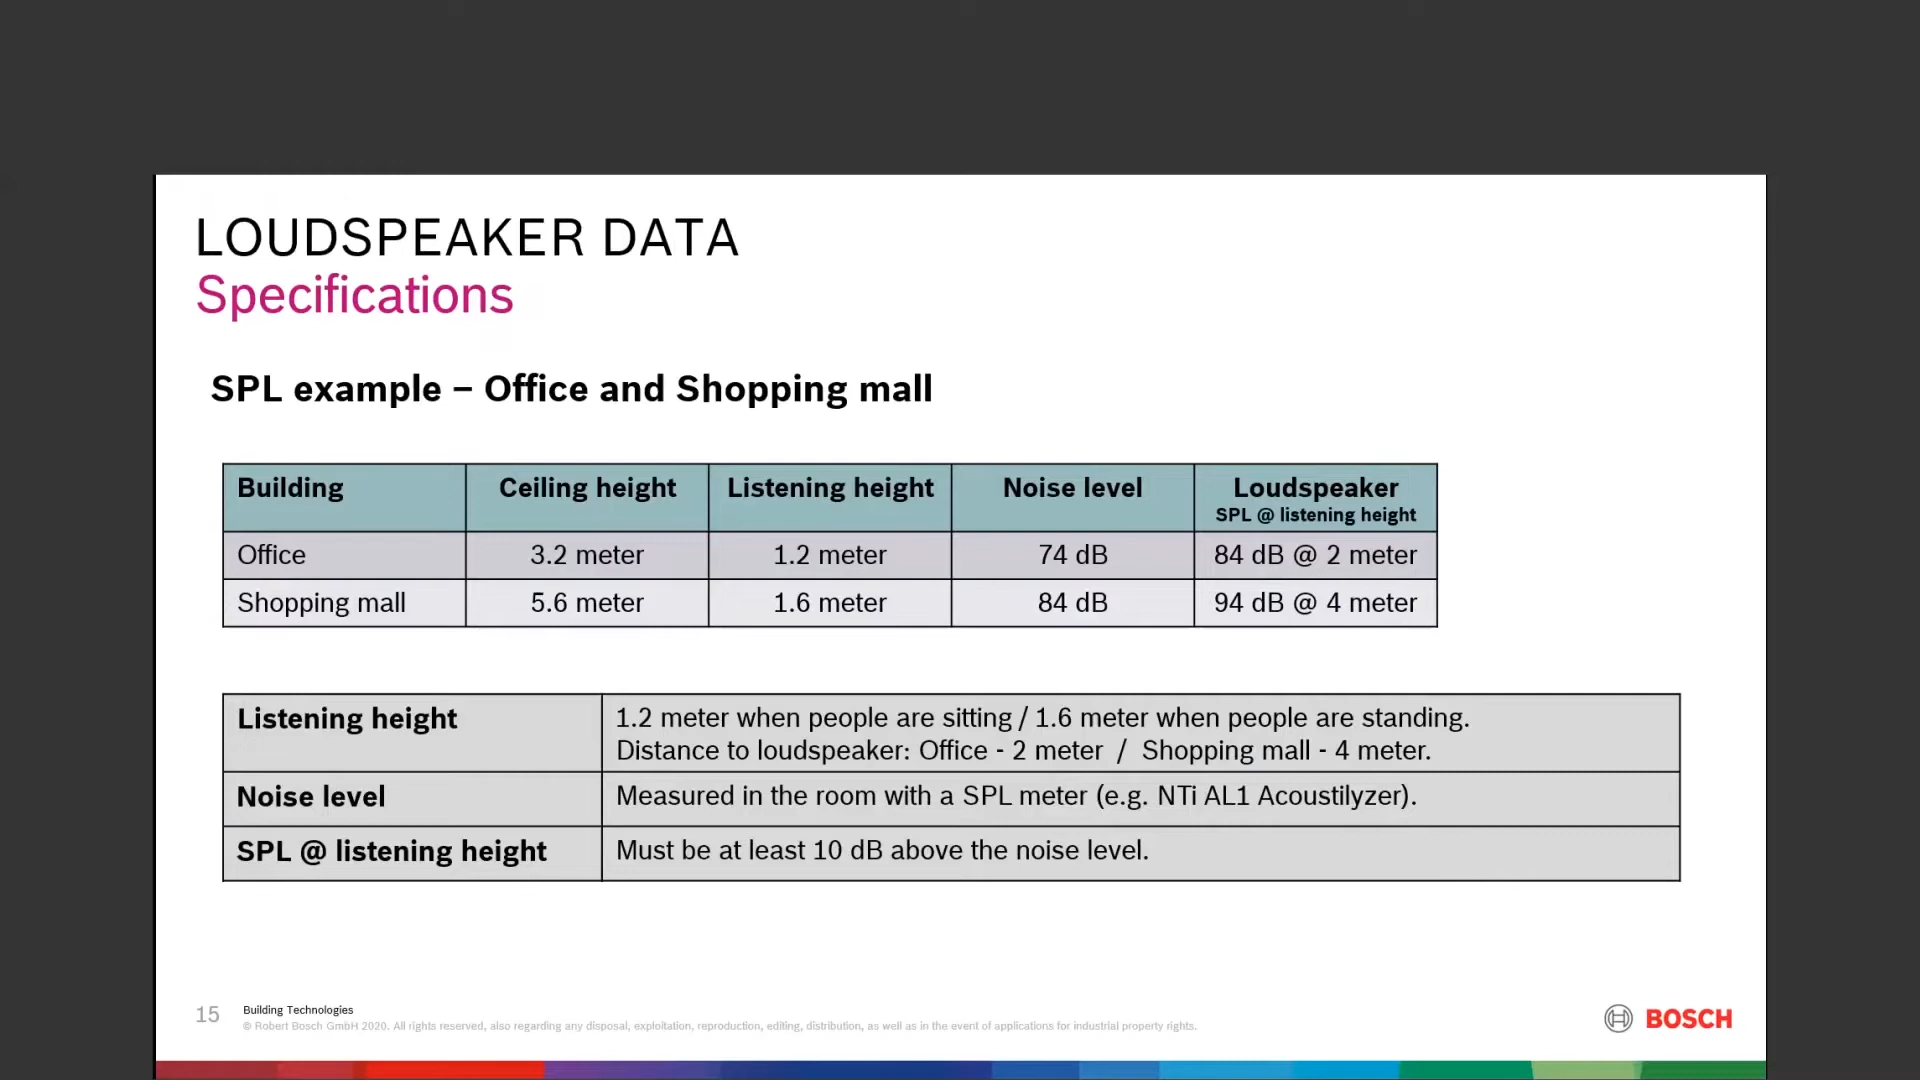 LOUDSPEAKER DATA
Specifications
SPL example – Office and Shopping mall
Building Ceiling height Listening height Noise level Loudspeaker
SPL @ listening height
Office 3.2 meter 1.2 meter 74 dB 84 dB @ 2 meter
Shopping mall 5.6 meter 1.6 meter 84 dB 94 dB @ 4 meter
Listening height 1.2 meter when people are sitting / 1.6 meter when people are standing.
Distance to loudspeaker: Office - 2 meter / Shopping mall - 4 meter.
Noise level Measured in the room with a SPL meter (e.g. NTi AL1 Acoustilyzer).
SPL @ listening height Must be at least 10 dB above the noise level.
15 Building Technologies
© Robert Bosch GmbH 2020. All rights reserved, also regarding any disposal, exploitation, reproduction, editing, distribution, as well as in the event of applications for industrial property rights.
BOSCH